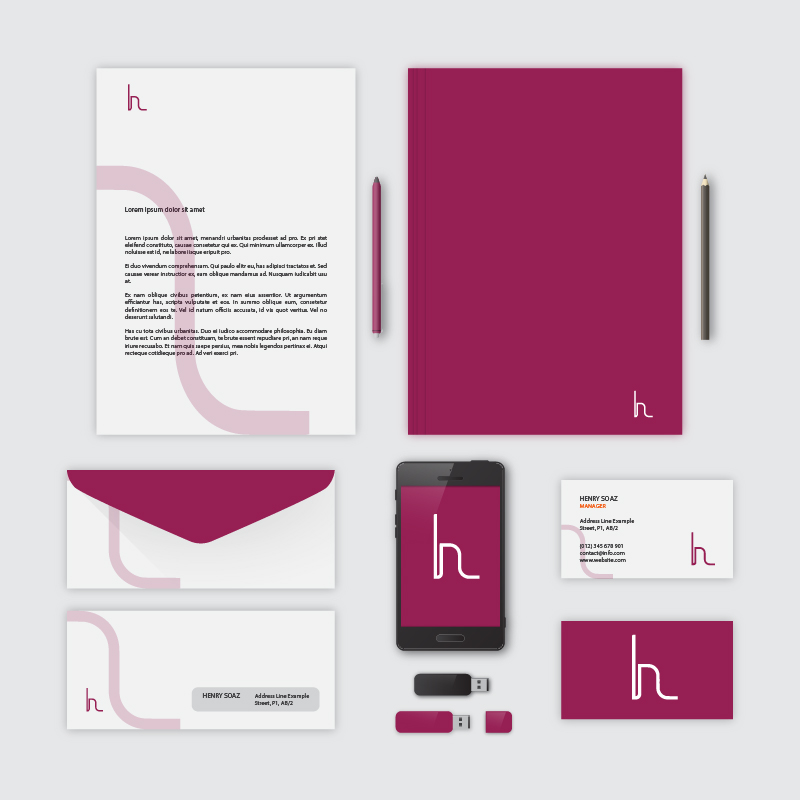 h
Lorem ipsum dolor sit amet
Lorem ipsum dolor sit amet, menandri urbanitas prodesset ad pro. Ex pri stet
eleifend constituto, causae consetetur qui ex. Qui minimum ullamcorper ex. Illud
noluisse est id, ne labore iisque eripuit pro.
Ei duo vivendum comprehensam. Qui paulo elitr eu, has adipisci tractatos et. Sed
causae verear instructior ex, eam oblique mandamus ad. Nusquam iudicabit usu
at.
Ex nam oblique civibus petentium, ex nam eius assentior. Ut argumentum
efficiantur has, scripta vulputate et eos. In summo oblique eum, consetetur
definitionem eos te. Vel id natum officiis accusata, id vis quot veritus. Vel no
deserunt salutandi.
Has cu tota civibus urbanitas. Duo ei iudico accommodare philosophia. Eu diam
brute est. Cum an debet constituam, te brute essent repudiare pri, an nam reque
iriure recusabo. Et nam quis saepe persius, mea nobis legendos pertinax ei. Atqui
recteque cotidieque pro ad. Ad veri exerci pri.
h
h
HENRY SOAZ
MANAGER
Address Line Example
Street, P1, AB/2
(012) 345 678 901
contact@info.com
www.website.com
h
h
HENRY SOAZ
Address Line Example
Street, P1, AB/2
h